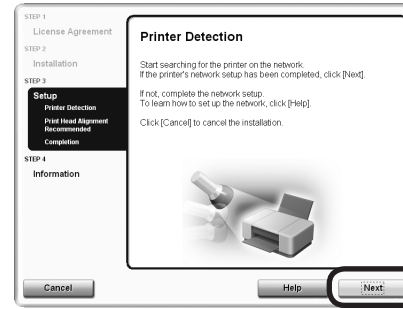 STEP 1
License Agreement
STEP 2
Installation
STEP 3
Setup
Printer Detection
Print Head Alignment
Recommended
Completion
STEP 4
Information
Printer Detection
Start searching for the printer on the network.
If the printer's network setup has been completed, click [Next].
If not, complete the network setup.
To learn how to set up the network, click [Help].
Click [Cancel] to cancel the installation.
Cancel
Help
Next